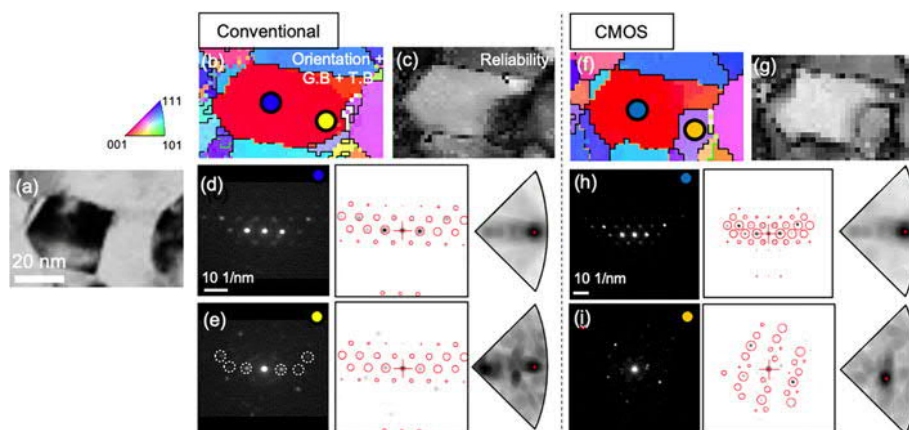 Conventional
CMOS
(b)
Orientation +
G.B + T.B
(c)
Reliability
(f)
(g)
111
001
101
(a)
20 nm
(d)
10 1/nm
(h)
10 1/nm
(e)
(i)